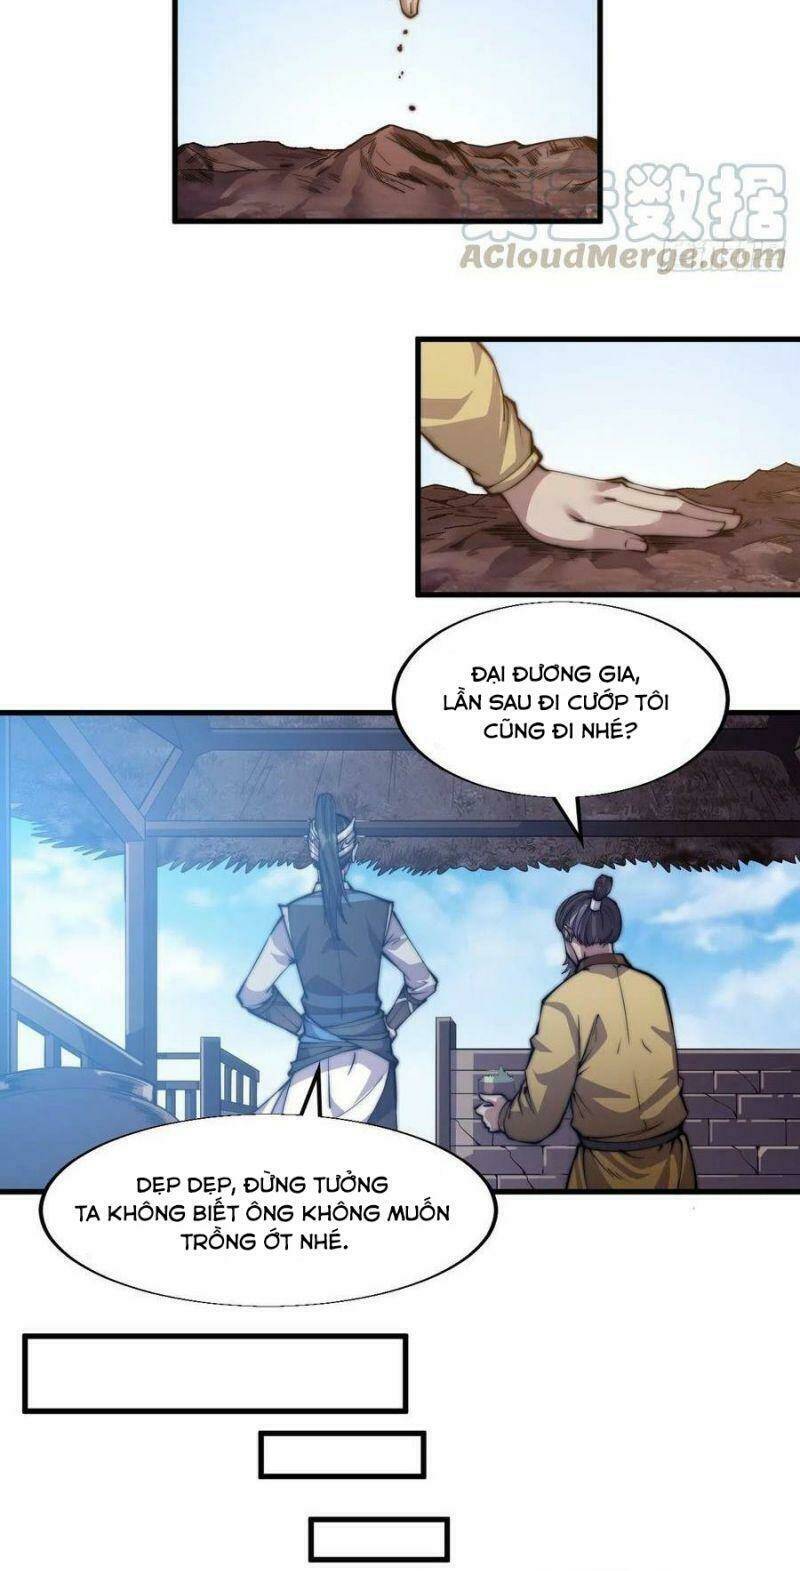 ACloudMerge.com
ĐẠI ĐƯƠNG GIA,
LẦN SAU ĐI CƯỚP TÔI
CŨNG ĐI NHÉ?
DẸP DẸP, ĐỪNG TƯỞNG
TA KHÔNG BIẾT ÔNG KHÔNG MUỐN
TRỒNG ỚT NHÉ.